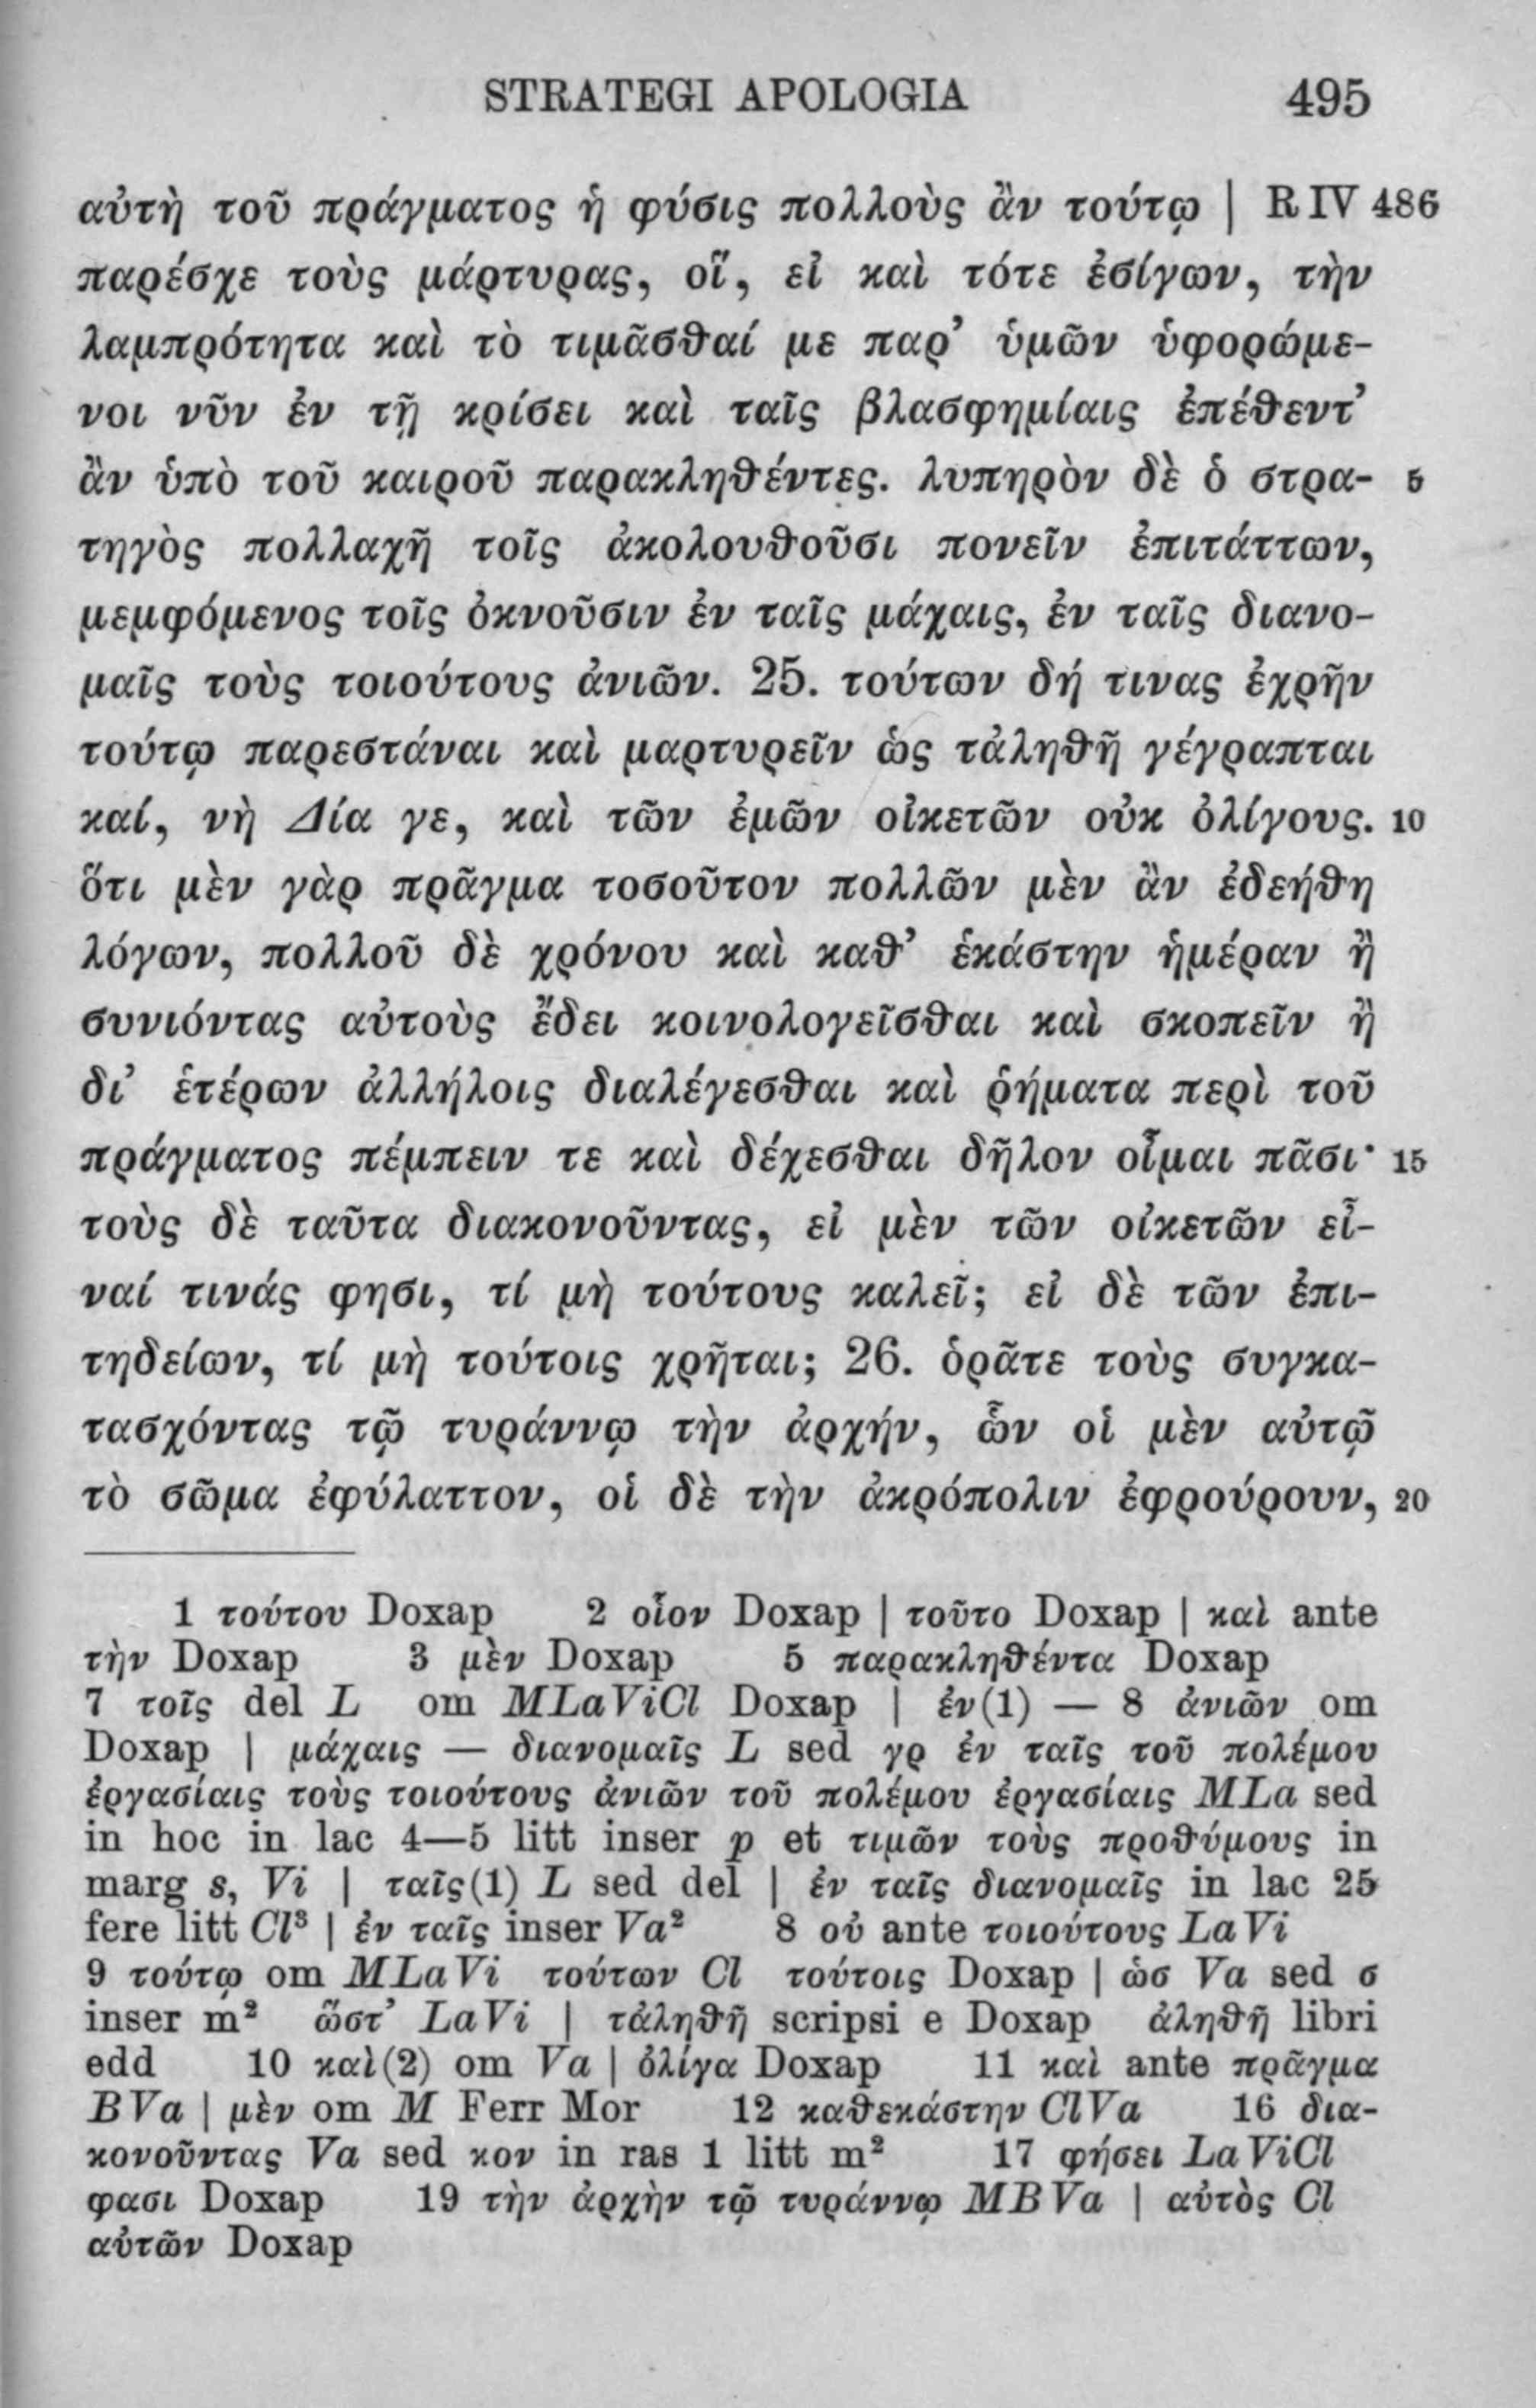 STRATEGI APOLOGIA 495
αὐτὴ τοῦ πράγματος ἡ φύσις πολλοὺς ἂν τούτῳ | R IV 486
παρέσχε τοὺς μάρτυρας, οἵ, εἰ καὶ τότε ἐσίγων, τὴν
λαμπρότητα καὶ τὸ τιμᾶσθαί με παρ’ ὑμῶν ὑφορώμε-
νοι νῦν ἐν τῇ κρίσει καὶ ταῖς βλασφημίαις ἐπέθεντ’
ἂν ὑπὸ τοῦ καιροῦ παρακληθέντες. λυπηρὸν δὲ ὁ στρα- 5
τηγὸς πολλαχῇ τοῖς ἀκολουθοῦσι πονεῖν ἐπιτάττων,
μεμφόμενος τοῖς ὀκνοῦσιν ἐν ταῖς μάχαις, ἐν ταῖς διανο-
μαῖς τοὺς τοιούτους ἀνιῶν. 25. τούτων δή τινας ἐχρῆν
τούτῳ παρεστάναι καὶ μαρτυρεῖν ὡς τἀληθῆ γέγραπται
καί, νὴ Δία γε, καὶ τῶν ἐμῶν οἰκετῶν οὐκ ὀλίγους. 10
ὅτι μὲν γὰρ πρᾶγμα τοσοῦτον πολλῶν μὲν ἂν ἐδεήθη
λόγων, πολλοῦ δὲ χρόνου καὶ καθ’ ἑκάστην ἡμέραν ἢ
συνιόντας αὐτοὺς ἔδει κοινολογεῖσθαι καὶ σκοπεῖν ἢ
δι’ ἑτέρων ἀλλήλοις διαλέγεσθαι καὶ ῥήματα περὶ τοῦ
πράγματος πέμπειν τε καὶ δέχεσθαι δῆλον οἶμαι πᾶσι· 15
τοὺς δὲ ταῦτα διακονοῦντας, εἰ μὲν τῶν οἰκετῶν εἶ-
ναί τινάς φησι, τί μὴ τούτους καλεῖ; εἰ δὲ τῶν ἐπι-
τηδείων, τί μὴ τούτοις χρῆται; 26. ὁρᾶτε τοὺς συγκα-
τασχόντας τῷ τυράννῳ τὴν ἀρχήν, ὧν οἱ μὲν αὐτῷ
τὸ σῶμα ἐφύλαττον, οἱ δὲ τὴν ἀκρόπολιν ἐφρούρουν, 20
1 τούτου Doxap 2 οἷον Doxap | τοῦτο Doxap | καὶ ante
τὴν Doxap 3 μὲν Doxap 5 παρακληθέντα Doxap
7 τοῖς del L om MLaViCl Doxap | ἐν(1) — 8 ἀνιῶν om
Doxap | μάχαις — διανομαῖς L sed γρ ἐν ταῖς τοῦ πολέμου
ἐργασίαις τοὺς τοιούτους ἀνιῶν τοῦ πολέμου ἐργασίαις MLa sed
in hoc in lac 4—5 litt inser p et τιμῶν τοὺς προθύμους in
marg s, Vi | ταῖς(1) L sed del | ἐν ταῖς διανομαῖς in lac 25
fere litt Cl³ | ἐν ταῖς inser Va² 8 οὐ ante τοιούτους LaVi
9 τούτῳ om MLaVi τούτων Cl τούτοις Doxap | ὡσ Va sed σ
inser m² ὥστ’ LaVi | τἀληθῆ scripsi e Doxap ἀληθῆ libri
edd 10 καὶ(2) om Va | ὀλίγα Doxap 11 καὶ ante πρᾶγμα
BVa | μὲν om M Ferr Mor 12 καθεκάστην ClVa 16 δια-
κονοῦντας Va sed κον in ras 1 litt m² 17 φήσει LaViCl
φασι Doxap 19 τὴν ἀρχὴν τῷ τυράννῳ MBVa | αὐτὸς Cl
αὐτῶν Doxap